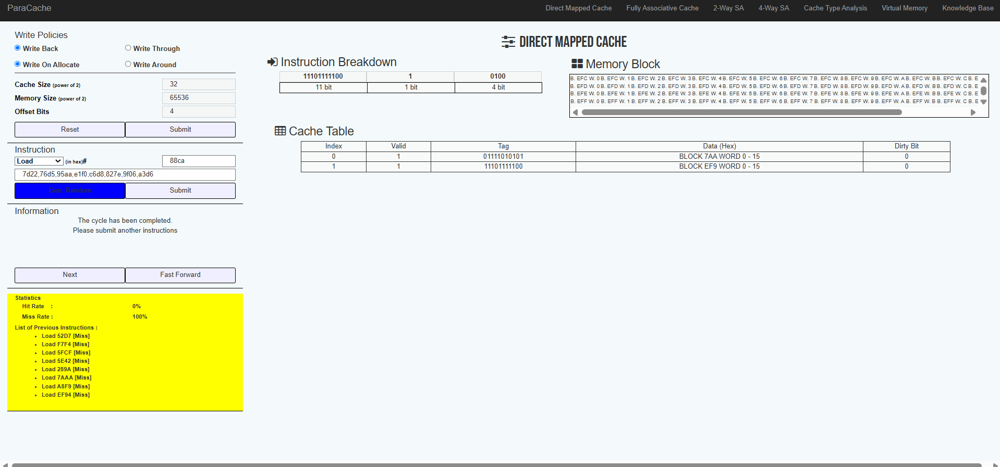 ParaCache
Direct Mapped Cache Fully Associative Cache 2-Way SA 4-Way SA Cache Type Analysis Virtual Memory Knowledge Base
Write Policies
Write Back Write Through
Write On Allocate Write Around
Cache Size (power of 2) 32
Memory Size (power of 2) 65536
Offset Bits 4
Reset Submit
Instruction
Load (in hex)# 88ca
7d22,76d5,95aa,e1f0,c6d8,827e,9f06,a3d6
Gen. Random Submit
Information
The cycle has been completed.
Please submit another instructions
Next Fast Forward
Statistics
Hit Rate : 0%
Miss Rate : 100%
List of Previous Instructions :
• Load 52D7 [Miss]
• Load F7F4 [Miss]
• Load 5FCF [Miss]
• Load 5E42 [Miss]
• Load 289A [Miss]
• Load 7AAA [Miss]
• Load A8F9 [Miss]
• Load EF94 [Miss]
DIRECT MAPPED CACHE
Instruction Breakdown
11101111100 1 0100
11 bit 1 bit 4 bit
Memory Block
B. EFC W. 0 B. EFC W. 1 B. EFC W. 2 B. EFC W. 3 B. EFC W. 4 B. EFC W. 5 B. EFC W. 6 B. EFC W. 7 B. EFC W. 8 B. EFC W. 9 B. EFC W. A B. EFC W. B B. EFC W. C B. E
B. EFD W. 0 B. EFD W. 1 B. EFD W. 2 B. EFD W. 3 B. EFD W. 4 B. EFD W. 5 B. EFD W. 6 B. EFD W. 7 B. EFD W. 8 B. EFD W. 9 B. EFD W. A B. EFD W. B B. EFD W. C B. E
B. EFE W. 0 B. EFE W. 1 B. EFE W. 2 B. EFE W. 3 B. EFE W. 4 B. EFE W. 5 B. EFE W. 6 B. EFE W. 7 B. EFE W. 8 B. EFE W. 9 B. EFE W. A B. EFE W. B B. EFE W. C B. E
B. EFF W. 0 B. EFF W. 1 B. EFF W. 2 B. EFF W. 3 B. EFF W. 4 B. EFF W. 5 B. EFF W. 6 B. EFF W. 7 B. EFF W. 8 B. EFF W. 9 B. EFF W. A B. EFF W. B B. EFF W. C B. E
Cache Table
Index Valid Tag Data (Hex) Dirty Bit
0 1 01111010101 BLOCK 7AA WORD 0 - 15 0
1 1 11101111100 BLOCK EF9 WORD 0 - 15 0